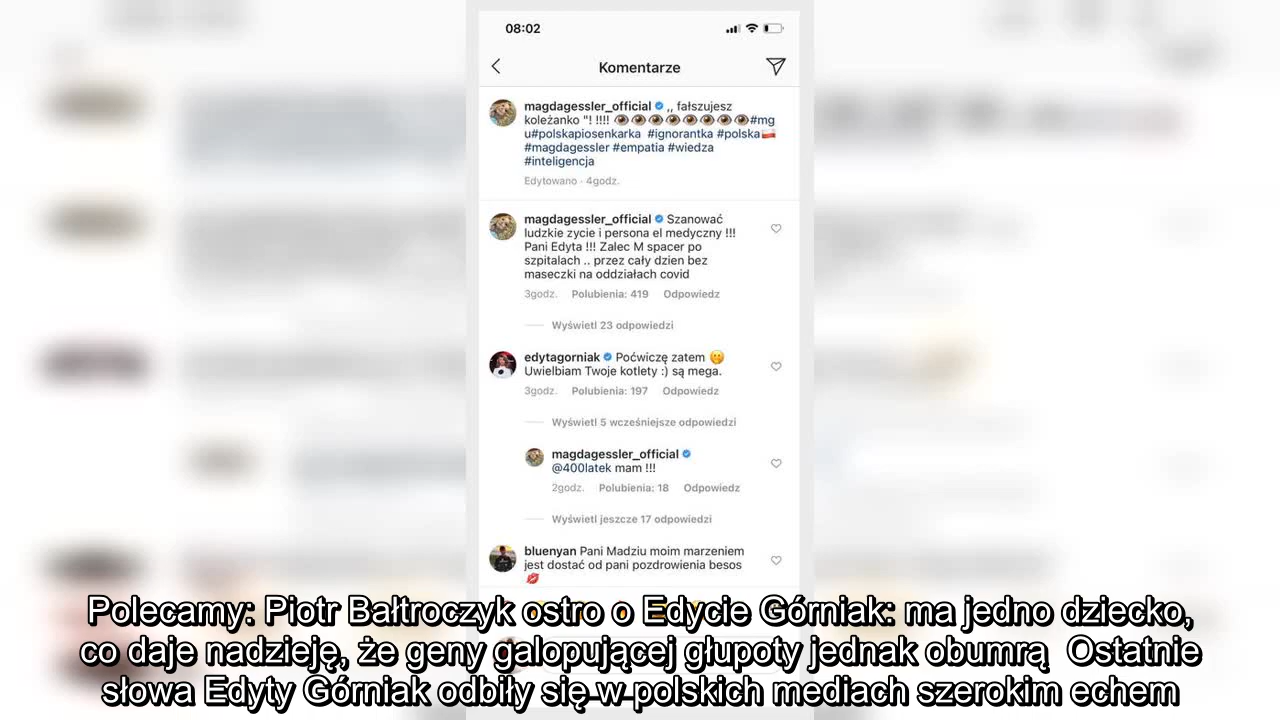 08:02
Komentarze
magdagessler_official ,, fałszujesz
koleżanko "! !!!! 👁👁👁👁👁👁👁👁#mg
u#polskapiosenkarka #ignorantka #polska🇵🇱
#magdagessler #empatia #wiedza
#inteligencja
Edytowano · 4godz.
magdagessler_official Szanować
ludzkie zycie i persona el medyczny !!!
Pani Edyta !!! Zalec M spacer po
szpitalach .. przez cały dzien bez
maseczki na oddziałach covid
3godz. Polubienia: 419 Odpowiedz
Wyświetl 23 odpowiedzi
edytagorniak Poćwiczę zatem 🤭
Uwielbiam Twoje kotlety :) są mega.
3godz. Polubienia: 197 Odpowiedz
Wyświetl 5 wcześniejsze odpowiedzi
magdagessler_official
@400latek mam !!!
2godz. Polubienia: 18 Odpowiedz
Wyświetl jeszcze 17 odpowiedzi
bluenyan Pani Madziu moim marzeniem
jest dostać od pani pozdrowienia besos
💋
Polecamy: Piotr Bałtroczyk ostro o Edycie Górniak: ma jedno dziecko,
co daje nadzieję, że geny galopującej głupoty jednak obumrą Ostatnie
słowa Edyty Górniak odbiły się w polskich mediach szerokim echem